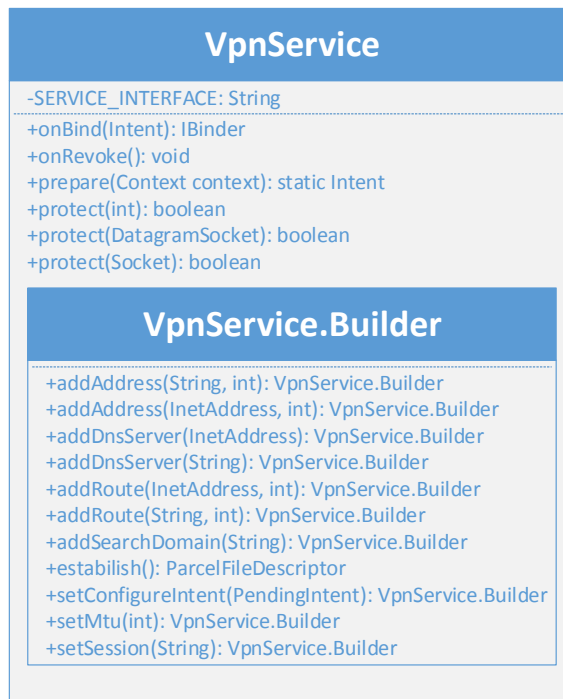 VpnService
-SERVICE_INTERFACE: String
+onBind(Intent): IBinder
+onRevoke(): void
+prepare(Context context): static Intent
+protect(int): boolean
+protect(DatagramSocket): boolean
+protect(Socket): boolean
VpnService.Builder
+addAddress(String, int): VpnService.Builder
+addAddress(InetAddress, int): VpnService.Builder
+addDnsServer(InetAddress): VpnService.Builder
+addDnsServer(String): VpnService.Builder
+addRoute(InetAddress, int): VpnService.Builder
+addRoute(String, int): VpnService.Builder
+addSearchDomain(String): VpnService.Builder
+estabilish(): ParcelFileDescriptor
+setConfigureIntent(PendingIntent): VpnService.Builder
+setMtu(int): VpnService.Builder
+setSession(String): VpnService.Builder